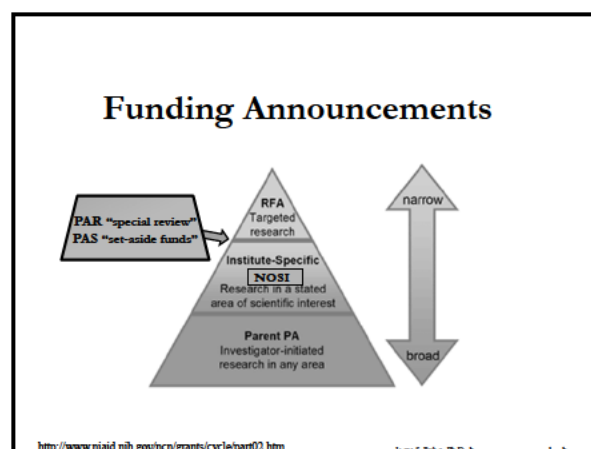 Funding Announcements
PAR "special review"
PAS "set-aside funds"
RFA
Targeted
research
Institute-Specific
NOSI
Research in a stated
area of scientific interest
Parent PA
Investigator-initiated
research in any area
narrow
broad
http://www.niaid.nih.gov/ncn/grants/cycle/part02.htm